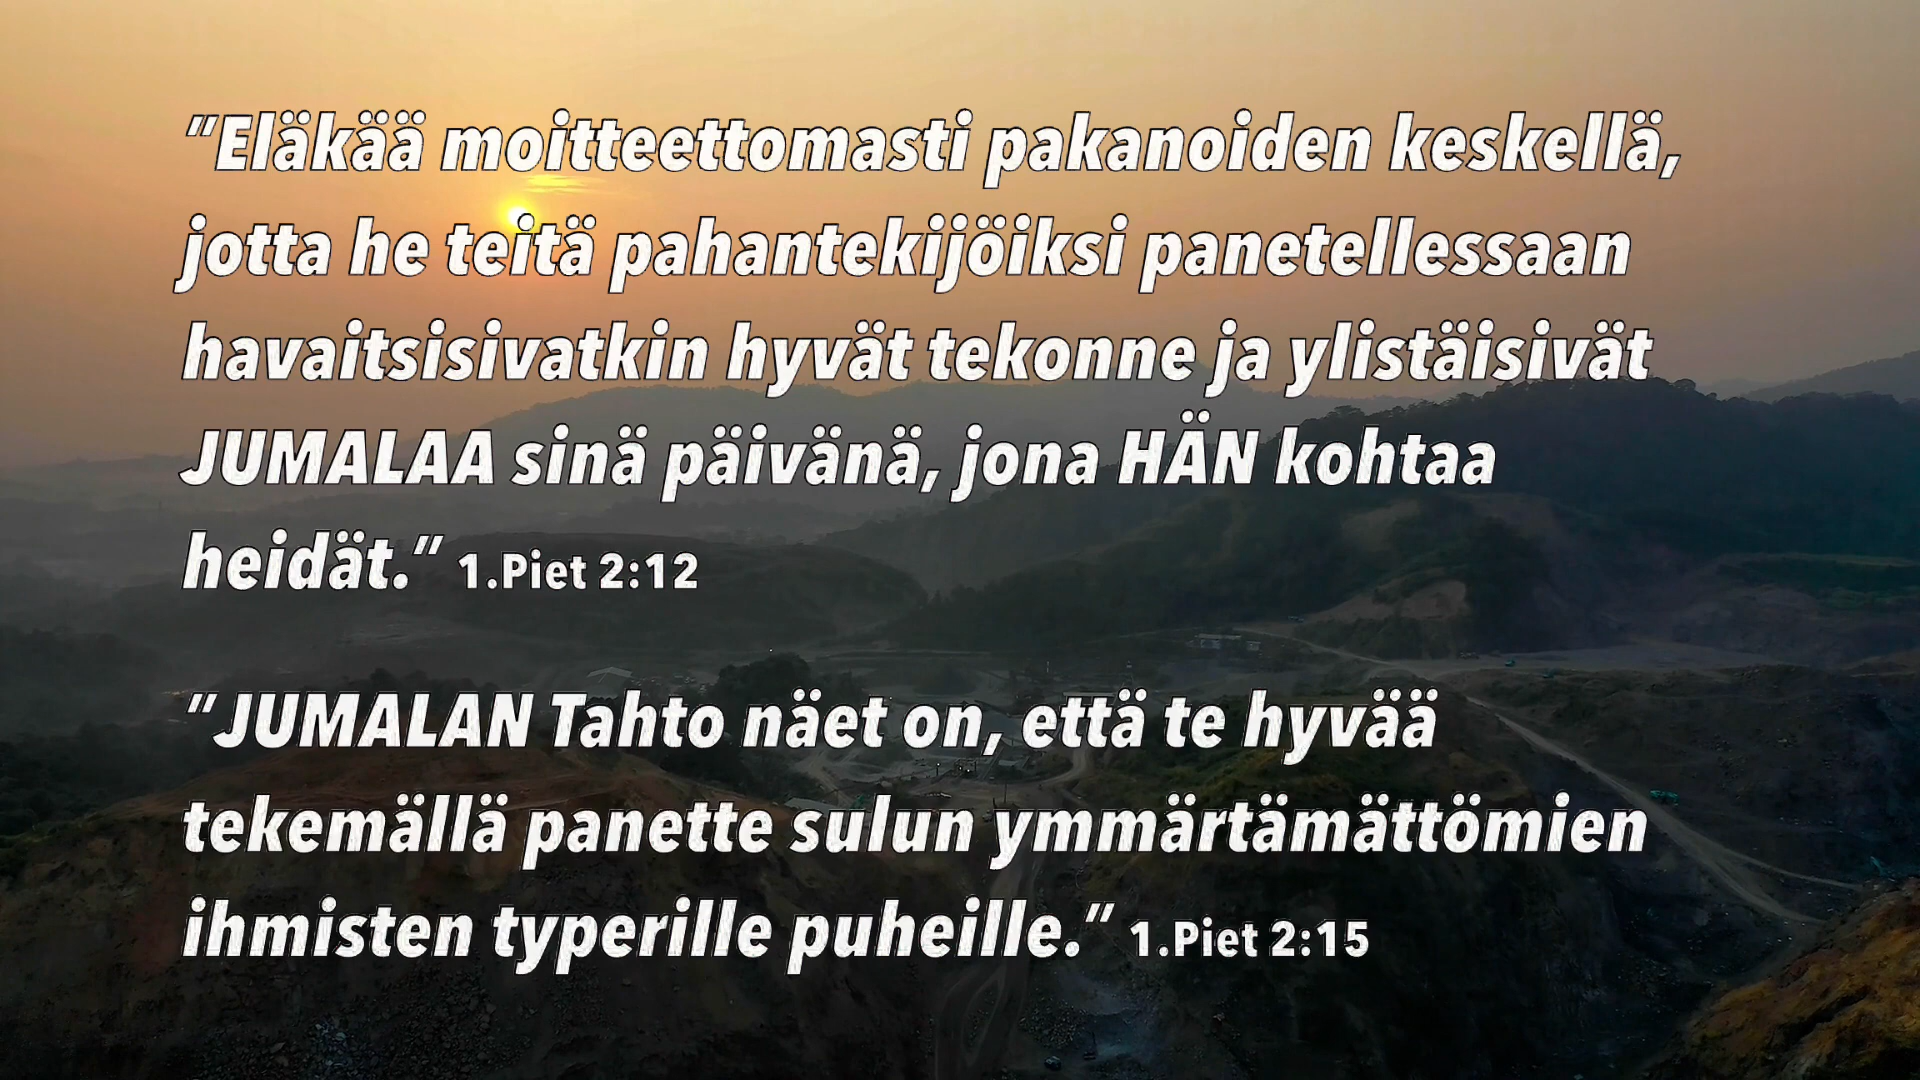 ”Eläkää moitteettomasti pakanoiden keskellä,
jotta he teitä pahantekijöiksi panetellessaan
havaitsisivatkin hyvät tekonne ja ylistäisivät
JUMALAA sinä päivänä, jona HÄN kohtaa
heidät.” 1.Piet 2:12
”JUMALAN Tahto näet on, että te hyvää
tekemällä panette sulun ymmärtämättömien
ihmisten typerille puheille.” 1.Piet 2:15